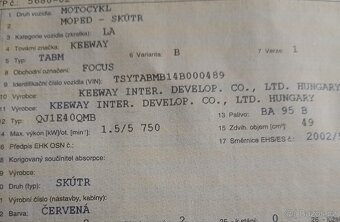 1 Druh vozidla: MOTOCYKL
2 MOPED - SKÚTR
3 Kategorie vozidla (zkratka): LA
4 Tovární značka: KEEWAY
5 Typ: TABM 6 Varianta: B 7 Verze: 1
8 Obchodní označení: FOCUS
9 Identifikační číslo vozidla (VIN): TSYTABMB14B000489
10 Výrobce: KEEWAY INTER. DEVELOP. CO., LTD. HUNGARY
11 Výrobce: KEEWAY INTER. DEVELOP. CO., LTD. HUNGARY
12 Typ: QJ1E40QMB 13 Palivo: BA 95 B
14 Max. výkon [kW]/ot. [min-1]: 1.5/5 750 15 Zdvih. objem [cm³]: 49
16 Předpis EHK OSN č.: 17 Směrnice EHS/ES č.: 2002/5
18 Korigovaný součinitel absorpce:
19 Výrobce:
20 Druh (typ): SKÚTR
21 Výrobní číslo (nástavby, kabiny):
22 Barva: ČERVENÁ